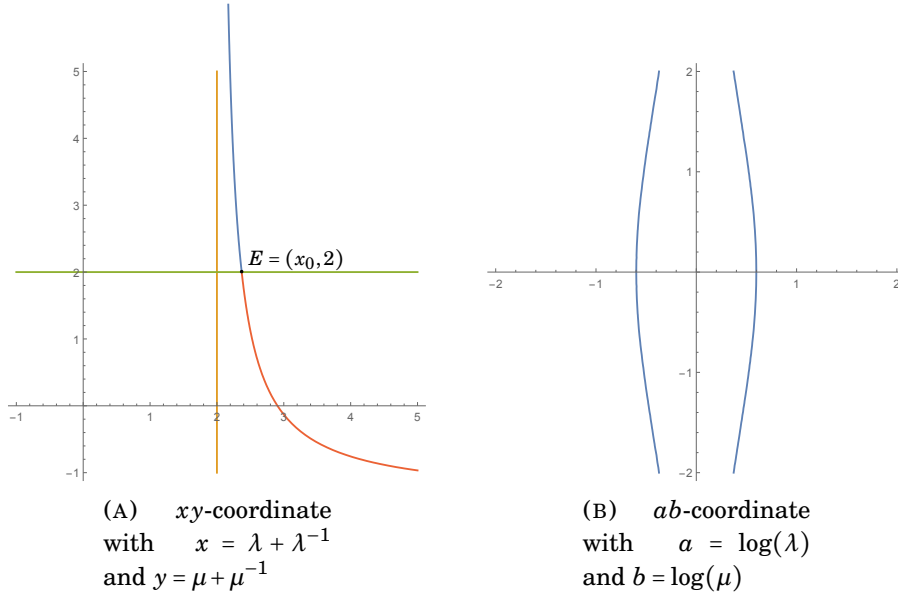 5
4
3
2
1
-1
-1
1
2
3
4
5
E = (x₀,2)
2
1
-1
-2
-2
-1
1
2
(A) xy-coordinate
with x = λ + λ⁻¹
and y = μ + μ⁻¹
(B) ab-coordinate
with a = log(λ)
and b = log(μ)